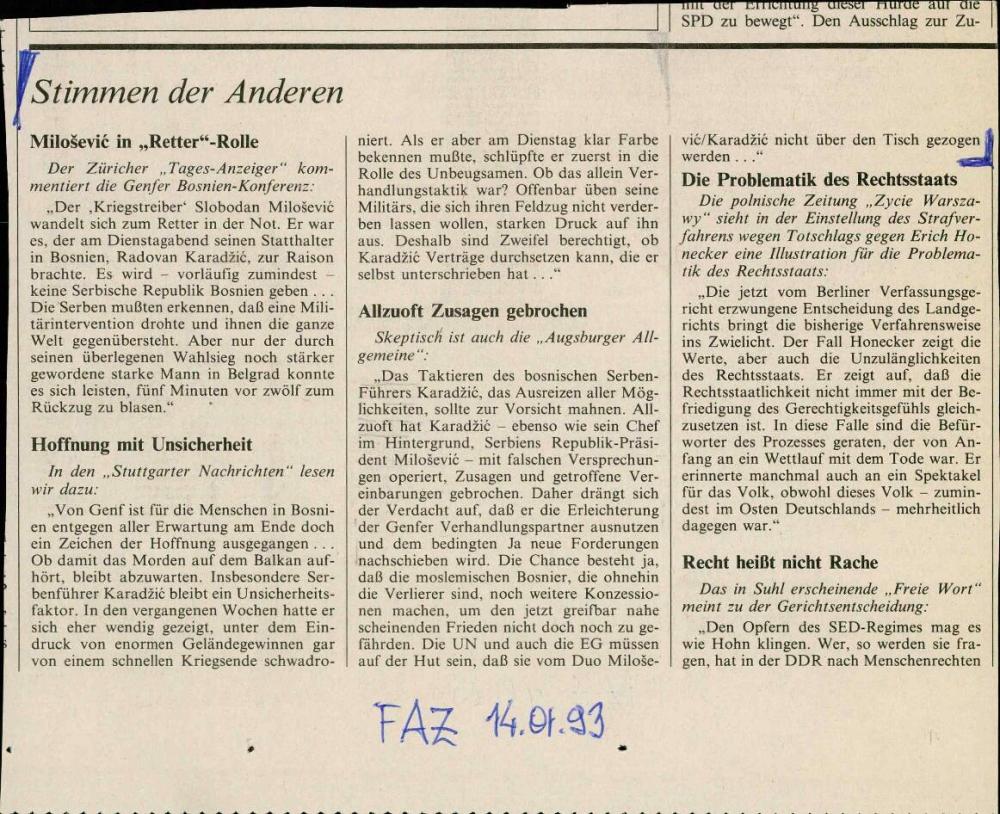 mit der Errichtung dieser Hürde auf die
SPD zu bewegt“. Den Ausschlag zur Zu-
Stimmen der Anderen
Milošević in „Retter“-Rolle
Der Züricher „Tages-Anzeiger“ kom-
mentiert die Genfer Bosnien-Konferenz:
„Der ‚Kriegstreiber‘ Slobodan Milošević
wandelt sich zum Retter in der Not. Er war
es, der am Dienstagabend seinen Statthalter
in Bosnien, Radovan Karadžić, zur Raison
brachte. Es wird – vorläufig zumindest –
keine Serbische Republik Bosnien geben . . .
Die Serben mußten erkennen, daß eine Mili-
tärintervention drohte und ihnen die ganze
Welt gegenübersteht. Aber nur der durch
seinen überlegenen Wahlsieg noch stärker
gewordene starke Mann in Belgrad konnte
es sich leisten, fünf Minuten vor zwölf zum
Rückzug zu blasen.“
Hoffnung mit Unsicherheit
In den „Stuttgarter Nachrichten“ lesen
wir dazu:
„Von Genf ist für die Menschen in Bosni-
en entgegen aller Erwartung am Ende doch
ein Zeichen der Hoffnung ausgegangen . . .
Ob damit das Morden auf dem Balkan auf-
hört, bleibt abzuwarten. Insbesondere Ser-
benführer Karadžić bleibt ein Unsicherheits-
faktor. In den vergangenen Wochen hatte er
sich eher wendig gezeigt, unter dem Ein-
druck von enormen Geländegewinnen gar
von einem schnellen Kriegsende schwadro-
niert. Als er aber am Dienstag klar Farbe
bekennen mußte, schlüpfte er zuerst in die
Rolle des Unbeugsamen. Ob das allein Ver-
handlungstaktik war? Offenbar üben seine
Militärs, die sich ihren Feldzug nicht verder-
ben lassen wollen, starken Druck auf ihn
aus. Deshalb sind Zweifel berechtigt, ob
Karadžić Verträge durchsetzen kann, die er
selbst unterschrieben hat . . .“
Allzuoft Zusagen gebrochen
Skeptisch ist auch die „Augsburger All-
gemeine“:
„Das Taktieren des bosnischen Serben-
Führers Karadžić, das Ausreizen aller Mög-
lichkeiten, sollte zur Vorsicht mahnen. All-
zuoft hat Karadžić – ebenso wie sein Chef
im Hintergrund, Serbiens Republik-Präsi-
dent Milošević – mit falschen Versprechun-
gen operiert, Zusagen und getroffene Ver-
einbarungen gebrochen. Daher drängt sich
der Verdacht auf, daß er die Erleichterung
der Genfer Verhandlungspartner ausnutzen
und dem bedingten Ja neue Forderungen
nachschieben wird. Die Chance besteht ja,
daß die moslemischen Bosnier, die ohnehin
die Verlierer sind, noch weitere Konzessio-
nen machen, um den jetzt greifbar nahe
scheinenden Frieden nicht doch noch zu ge-
fährden. Die UN und auch die EG müssen
auf der Hut sein, daß sie vom Duo Miloše-
vić/Karadžić nicht über den Tisch gezogen
werden . . .“
Die Problematik des Rechtsstaats
Die polnische Zeitung „Zycie Warsza-
wy“ sieht in der Einstellung des Strafver-
fahrens wegen Totschlags gegen Erich Ho-
necker eine Illustration für die Problema-
tik des Rechtsstaats:
„Die jetzt vom Berliner Verfassungsge-
richt erzwungene Entscheidung des Landge-
richts bringt die bisherige Verfahrensweise
ins Zwielicht. Der Fall Honecker zeigt die
Werte, aber auch die Unzulänglichkeiten
des Rechtsstaats. Er zeigt auf, daß die
Rechtsstaatlichkeit nicht immer mit der Be-
friedigung des Gerechtigkeitsgefühls gleich-
zusetzen ist. In diese Falle sind die Befür-
worter des Prozesses geraten, der von An-
fang an ein Wettlauf mit dem Tode war. Er
erinnerte manchmal auch an ein Spektakel
für das Volk, obwohl dieses Volk – zumin-
dest im Osten Deutschlands – mehrheitlich
dagegen war.“
Recht heißt nicht Rache
Das in Suhl erscheinende „Freie Wort“
meint zu der Gerichtsentscheidung:
„Den Opfern des SED-Regimes mag es
wie Hohn klingen. Wer, so werden sie fra-
gen, hat in der DDR nach Menschenrechten
FAZ 14.01.93